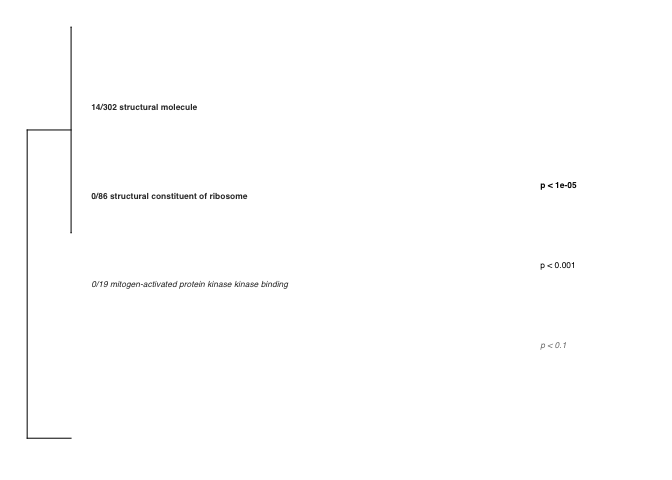 14/302 structural molecule
p < 1e-05
0/86 structural constituent of ribosome
p < 0.001
0/19 mitogen-activated protein kinase kinase binding
p < 0.1